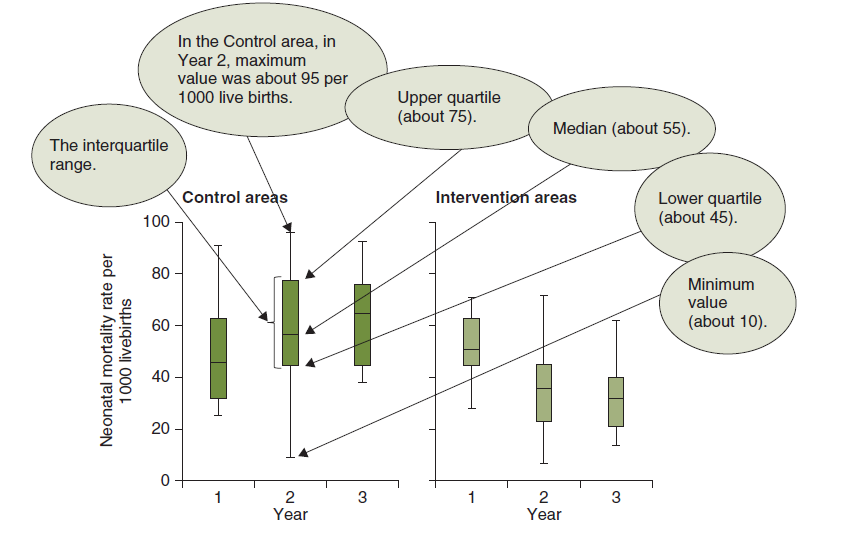 In the Control area, in
Year 2, maximum
value was about 95 per
1000 live births.
Upper quartile
(about 75).
Median (about 55).
The interquartile
range.
Lower quartile
(about 45).
Minimum
value
(about 10).
Control areas
Intervention areas
Neonatal mortality rate per
1000 livebirths
100
80
60
40
20
0
1
2
3
Year
1
2
3
Year